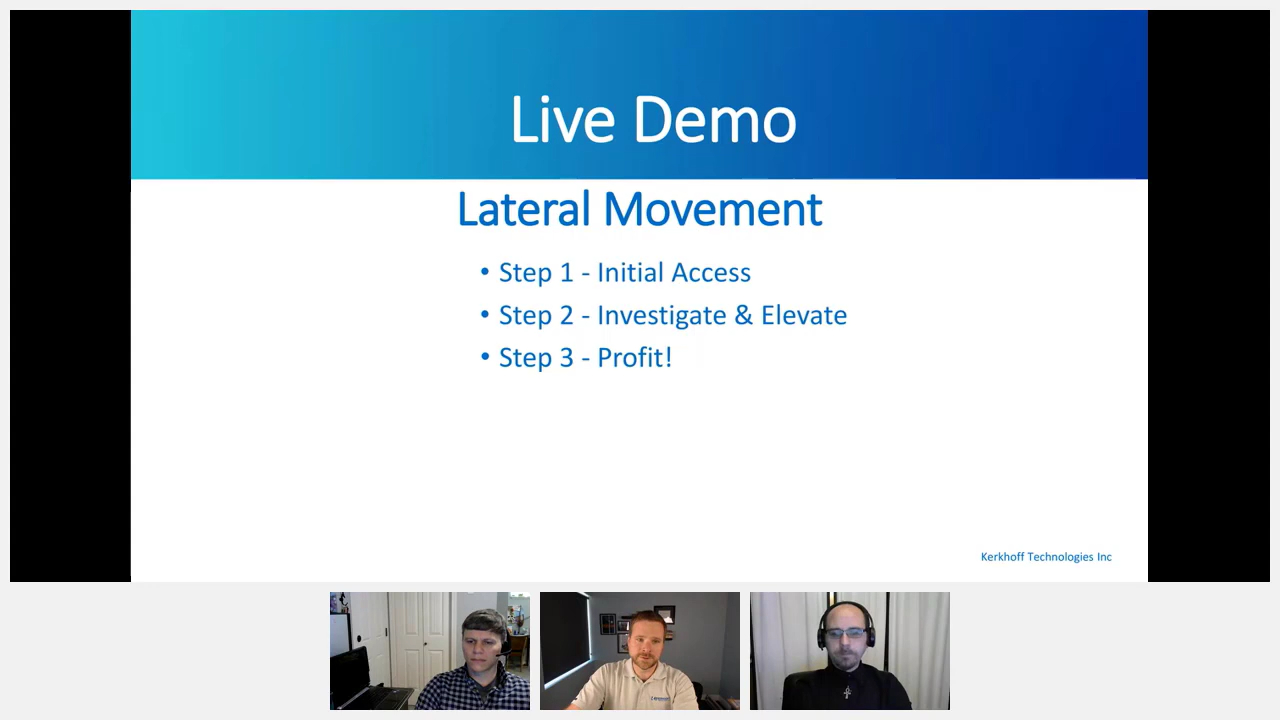 Live Demo
Lateral Movement
• Step 1 - Initial Access
• Step 2 - Investigate & Elevate
• Step 3 - Profit!
Kerkhoff Technologies Inc